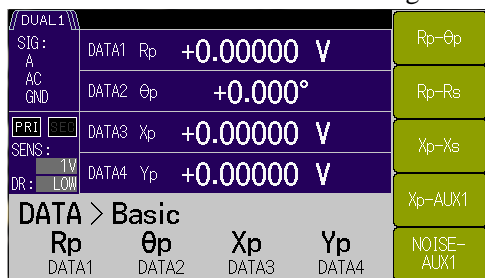 DUAL1
SIG:
A
AC
GND
PRI SEC
SENS:
1V
DR: LOW
DATA1 Rp +0.00000 V
DATA2 θp +0.000°
DATA3 Xp +0.00000 V
DATA4 Yp +0.00000 V
DATA > Basic
Rp θp Xp Yp
DATA1 DATA2 DATA3 DATA4
Rp-θp
Rp-Rs
Xp-Xs
Xp-AUX1
NOISE-
AUX1